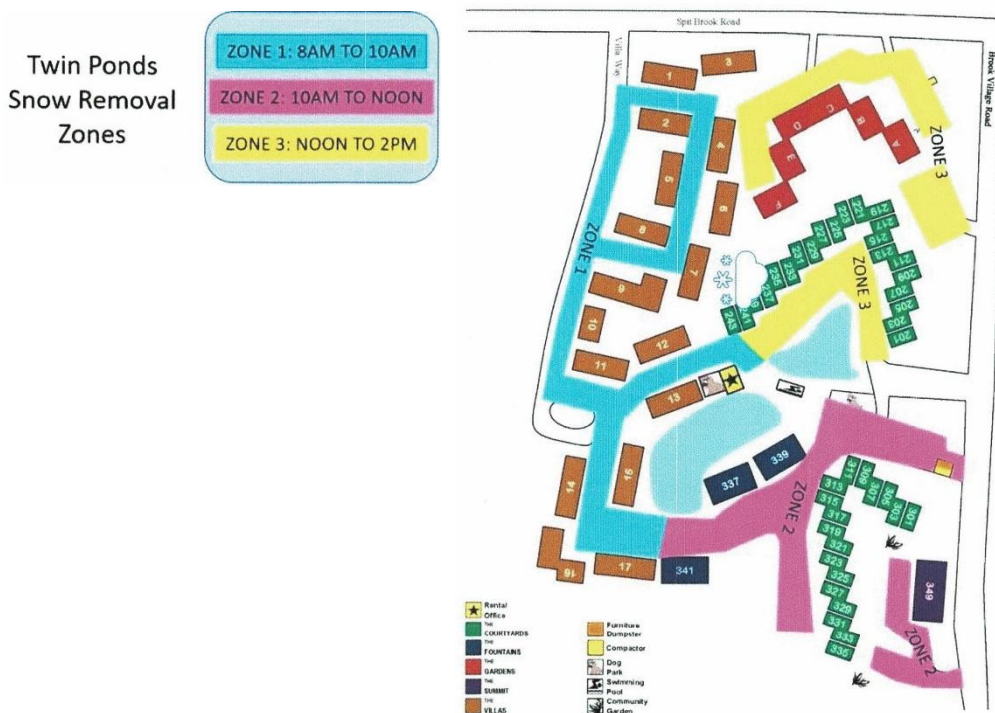 Twin Ponds
Snow Removal
Zones
ZONE 1: 8AM TO 10AM
ZONE 2: 10AM TO NOON
ZONE 3: NOON TO 2PM
Spit Brook Road
Villa Way
Brook Village Road
1
3
2
4
5
6
8
7
9
10
11
12
13
14
15
16
17
C
B
A
D
E
F
ZONE 3
ZONE 3
ZONE 1
ZONE 2
ZONE 2
219
221
223
225
227
229
231
233
235
237
9
241
243
217
215
213
211
209
207
205
203
201
337
339
341
349
311
309
307
305
303
301
313
315
317
319
321
323
325
327
329
331
333
335
Rental
Office
THE
COURTYARDS
THE
FOUNTAINS
THE
GARDENS
THE
SUMMIT
THE
VILLAS
Furniture
Dumpster
Compactor
Dog
Park
Swimming
Pool
Community
Garden